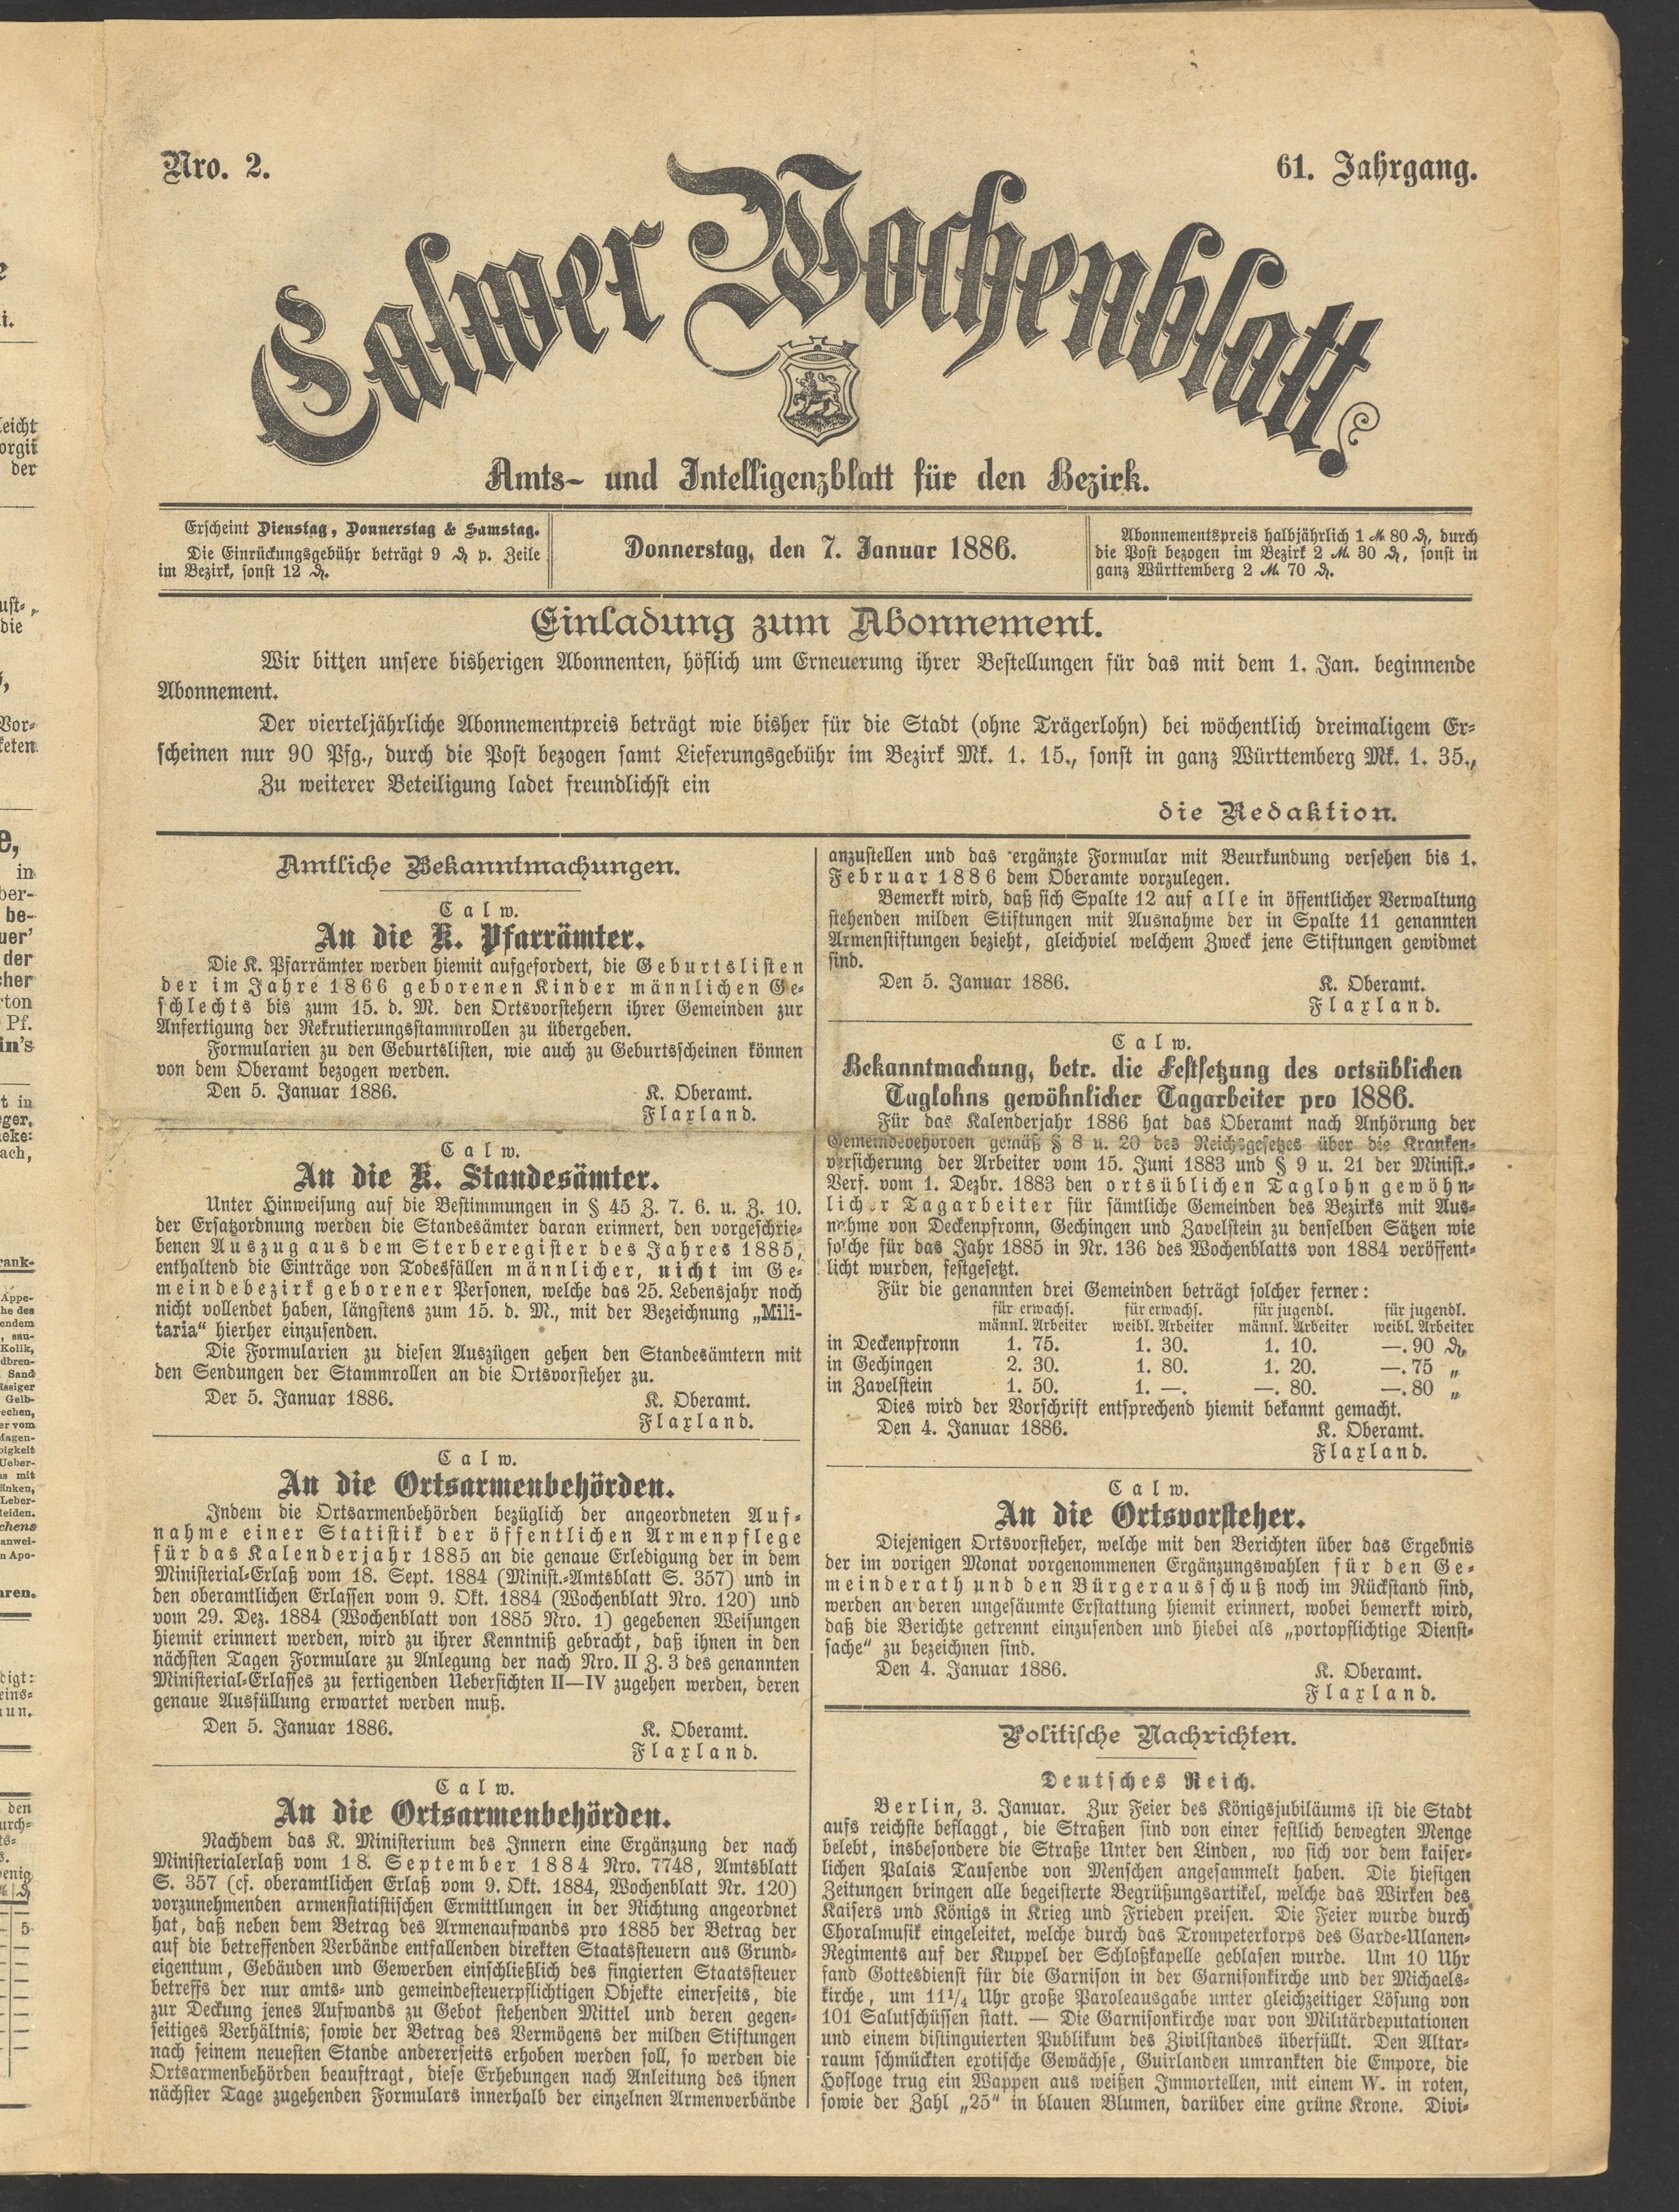 Nro. 2.
61. Jahrgang.
Calwer Wochenblatt
Amts- und Intelligenzblatt für den Bezirk.
Erscheint Dienstag, Donnerstag & Samstag.
Die Einrückungsgebühr beträgt 9 ₰ p. Zeile
im Bezirk, sonst 12 ₰.
Donnerstag, den 7. Januar 1886.
Abonnementspreis halbjährlich 1 ℳ 80 ₰, durch
die Post bezogen im Bezirk 2 ℳ 30 ₰, sonst in
ganz Württemberg 2 ℳ 70 ₰.
Einladung zum Abonnement.
Wir bitten unsere bisherigen Abonnenten, höflich um Erneuerung ihrer Bestellungen für das mit dem 1. Jan. beginnende
Abonnement.
Der vierteljährliche Abonnementpreis beträgt wie bisher für die Stadt (ohne Trägerlohn) bei wöchentlich dreimaligem Er-
scheinen nur 90 Pfg., durch die Post bezogen samt Lieferungsgebühr im Bezirk Mk. 1. 15., sonst in ganz Württemberg Mk. 1. 35.,
Zu weiterer Beteiligung ladet freundlichst ein
die Redaktion.
Amtliche Bekanntmachungen.
Calw.
An die K. Pfarrämter.
Die K. Pfarrämter werden hiemit aufgefordert, die Geburtslisten
der im Jahre 1866 geborenen Kinder männlichen Ge-
schlechts bis zum 15. d. M. den Ortsvorstehern ihrer Gemeinden zur
Anfertigung der Rekrutierungsstammrollen zu übergeben.
Formularien zu den Geburtslisten, wie auch zu Geburtsscheinen können
von dem Oberamt bezogen werden.
Den 5. Januar 1886.
K. Oberamt.
Flaxland.
Calw.
An die K. Standesämter.
Unter Hinweisung auf die Bestimmungen in § 45 Z. 7. 6. u. Z. 10.
der Ersatzordnung werden die Standesämter daran erinnert, den vorgeschrie-
benen Auszug aus dem Sterberegister des Jahres 1885,
enthaltend die Einträge von Todesfällen männlicher, nicht im Ge-
meindebezirk geborener Personen, welche das 25. Lebensjahr noch
nicht vollendet haben, längstens zum 15. d. M., mit der Bezeichnung „Mili-
taria“ hierher einzusenden.
Die Formularien zu diesen Auszügen gehen den Standesämtern mit
den Sendungen der Stammrollen an die Ortsvorsteher zu.
Der 5. Januar 1886.
K. Oberamt.
Flaxland.
Calw.
An die Ortsarmenbehörden.
Indem die Ortsarmenbehörden bezüglich der angeordneten Auf-
nahme einer Statistik der öffentlichen Armenpflege
für das Kalenderjahr 1885 an die genaue Erledigung der in dem
Ministerial-Erlaß vom 18. Sept. 1884 (Minist.-Amtsblatt S. 357) und in
den oberamtlichen Erlassen vom 9. Okt. 1884 (Wochenblatt Nro. 120) und
vom 29. Dez. 1884 (Wochenblatt von 1885 Nro. 1) gegebenen Weisungen
hiemit erinnert werden, wird zu ihrer Kenntniß gebracht, daß ihnen in den
nächsten Tagen Formulare zu Anlegung der nach Nro. II Z. 3 des genannten
Ministerial-Erlasses zu fertigenden Uebersichten II—IV zugehen werden, deren
genaue Ausfüllung erwartet werden muß.
Den 5. Januar 1886.
K. Oberamt.
Flaxland.
Calw.
An die Ortsarmenbehörden.
Nachdem das K. Ministerium des Innern eine Ergänzung der nach
Ministerialerlaß vom 18. September 1884 Nro. 7748, Amtsblatt
S. 357 (cf. oberamtlichen Erlaß vom 9. Okt. 1884, Wochenblatt Nr. 120)
vorzunehmenden armenstatistischen Ermittlungen in der Richtung angeordnet
hat, daß neben dem Betrag des Armenaufwands pro 1885 der Betrag der
auf die betreffenden Verbände entfallenden direkten Staatssteuern aus Grund-
eigentum, Gebäuden und Gewerben einschließlich des fingierten Staatssteuer
betreffs der nur amts- und gemeindesteuerpflichtigen Objekte einerseits, die
zur Deckung jenes Aufwands zu Gebot stehenden Mittel und deren gegen-
seitiges Verhältnis, sowie der Betrag des Vermögens der milden Stiftungen
nach seinem neuesten Stande andererseits erhoben werden soll, so werden die
Ortsarmenbehörden beauftragt, diese Erhebungen nach Anleitung des ihnen
nächster Tage zugehenden Formulars innerhalb der einzelnen Armenverbände
anzustellen und das ergänzte Formular mit Beurkundung versehen bis 1.
Februar 1886 dem Oberamte vorzulegen.
Bemerkt wird, daß sich Spalte 12 auf alle in öffentlicher Verwaltung
stehenden milden Stiftungen mit Ausnahme der in Spalte 11 genannten
Armenstiftungen bezieht, gleichviel welchem Zweck jene Stiftungen gewidmet
sind.
Den 5. Januar 1886.
K. Oberamt.
Flaxland.
Calw.
Bekanntmachung, betr. die Festsetzung des ortsüblichen
Taglohns gewöhnlicher Tagarbeiter pro 1886.
Für das Kalenderjahr 1886 hat das Oberamt nach Anhörung der
Gemeindebehörden gemäß § 8 u. 20 des Reichsgesetzes über die Kranken-
versicherung der Arbeiter vom 15. Juni 1883 und § 9 u. 21 der Minist.-
Verf. vom 1. Dezbr. 1883 den ortsüblichen Taglohn gewöhn-
licher Tagarbeiter für sämtliche Gemeinden des Bezirks mit Aus-
nahme von Deckenpfronn, Gechingen und Zavelstein zu denselben Sätzen wie
solche für das Jahr 1885 in Nr. 136 des Wochenblatts von 1884 veröffent-
licht wurden, festgesetzt.
Für die genannten drei Gemeinden beträgt solcher ferner:
für erwachs. für erwachs. für jugendl. für jugendl.
männl. Arbeiter weibl. Arbeiter männl. Arbeiter weibl. Arbeiter
in Deckenpfronn 1. 75. 1. 30. 1. 10. —. 90 ₰
in Gechingen 2. 30. 1. 80. 1. 20. —. 75 „
in Zavelstein 1. 50. 1. —. —. 80. —. 80 „
Dies wird der Vorschrift entsprechend hiemit bekannt gemacht.
Den 4. Januar 1886.
K. Oberamt.
Flaxland.
Calw.
An die Ortsvorsteher.
Diejenigen Ortsvorsteher, welche mit den Berichten über das Ergebnis
der im vorigen Monat vorgenommenen Ergänzungswahlen für den Ge-
meinderath und den Bürgerausschuß noch im Rückstand sind,
werden an deren ungesäumte Erstattung hiemit erinnert, wobei bemerkt wird,
daß die Berichte getrennt einzusenden und hiebei als „portopflichtige Dienst-
sache“ zu bezeichnen sind.
Den 4. Januar 1886.
K. Oberamt.
Flaxland.
Politische Nachrichten.
Deutsches Reich.
Berlin, 3. Januar. Zur Feier des Königsjubiläums ist die Stadt
aufs reichste beflaggt, die Straßen sind von einer festlich bewegten Menge
belebt, insbesondere die Straße Unter den Linden, wo sich vor dem kaiser-
lichen Palais Tausende von Menschen angesammelt haben. Die hiesigen
Zeitungen bringen alle begeisterte Begrüßungsartikel, welche das Wirken des
Kaisers und Königs in Krieg und Frieden preisen. Die Feier wurde durch
Choralmusik eingeleitet, welche durch das Trompeterkorps des Garde-Ulanen-
Regiments auf der Kuppel der Schloßkapelle geblasen wurde. Um 10 Uhr
fand Gottesdienst für die Garnison in der Garnisonkirche und der Michaels-
kirche, um 11¼ Uhr große Paroleausgabe unter gleichzeitiger Lösung von
101 Salutschüssen statt. — Die Garnisonkirche war von Militärdeputationen
und einem distinguierten Publikum des Zivilstandes überfüllt. Den Altar-
raum schmückten exotische Gewächse, Guirlanden umrankten die Empore, die
Hofloge trug ein Wappen aus weißen Immortellen, mit einem W. in roten,
sowie der Zahl „25“ in blauen Blumen, darüber eine grüne Krone. Divi-